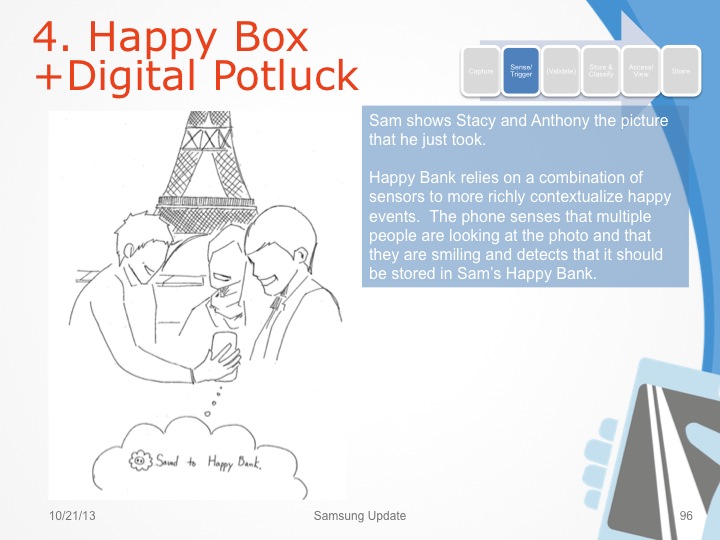 4. Happy Box
+Digital Potluck
Capture
Sense/
Trigger
(Validate)
Store &
Classify
Access/
View
Share
Sam shows Stacy and Anthony the picture
that he just took.
Happy Bank relies on a combination of
sensors to more richly contextualize happy
events.  The phone senses that multiple
people are looking at the photo and that
they are smiling and detects that it should
be stored in Sam's Happy Bank.
Saved to Happy Bank.
10/21/13
Samsung Update
96